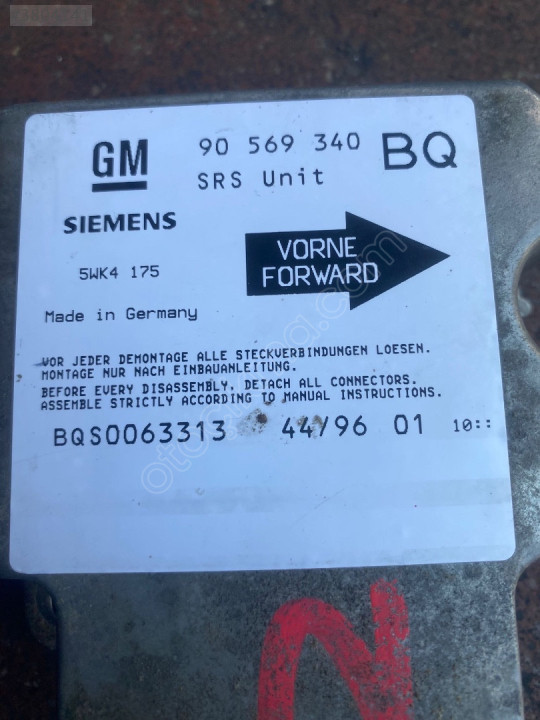 GM
90 569 340 BQ
SRS Unit
SIEMENS
VORNE
FORWARD
5WK4 175
Made in Germany
VOR JEDER DEMONTAGE ALLE STECKVERBINDUNGEN LOESEN.
MONTAGE NUR NACH EINBAUANLEITUNG.
BEFORE EVERY DISASSEMBLY, DETACH ALL CONNECTORS.
ASSEMBLE STRICTLY ACCORDING TO MANUAL INSTRUCTIONS.
BQS0063313 44/96 01 10::